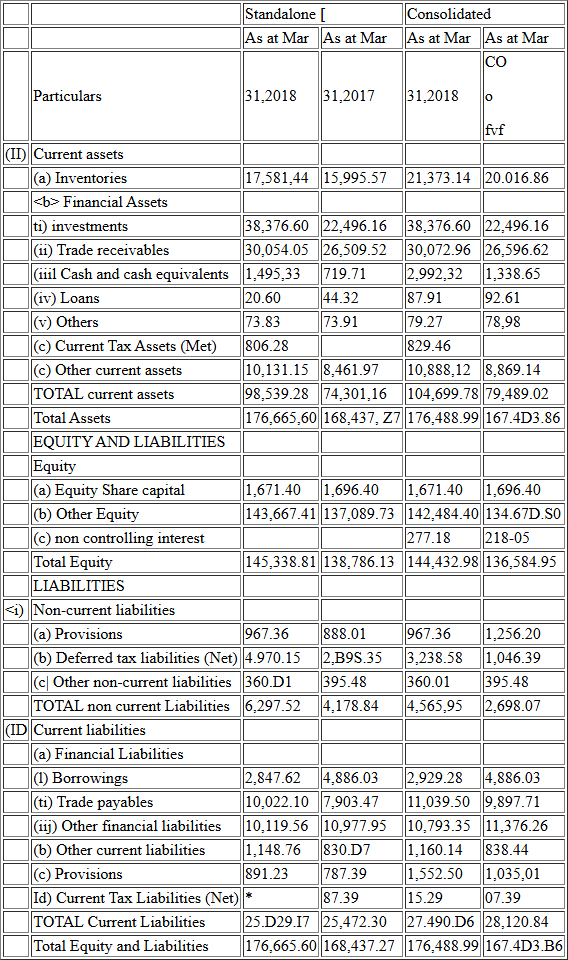 Standalone [ Consolidated
As at Mar As at Mar As at Mar As at Mar
Particulars 31,2018 31,2017 31,2018 CO
o
fvf
(II) Current assets
(a) Inventories 17,581,44 15,995.57 21,373.14 20.016.86
<b> Financial Assets
ti) investments 38,376.60 22,496.16 38,376.60 22,496.16
(ii) Trade receivables 30,054.05 26,509,52 30,072.96 26,596.62
(iiil Cash and cash equivalents 1,495,33 719.71 2,992,32 1,338.65
(iv) Loans 20.60 44.32 87.91 92.61
(v) Others 73.83 73.91 79.27 78,98
(c) Current Tax Assets (Met) 806.28 829.46
(c) Other current assets 10,131.15 8,461.97 10,888,12 8,869.14
TOTAL current assets 98,539.28 74,301,16 104,699.78 79,489.02
Total Assets 176,665,60 168,437, Z7 176,488.99 167.4D3.86
EQUITY AND LIABILITIES
Equity
(a) Equity Share capital 1,671.40 1,696.40 1,671.40 1,696.40
(b) Other Equity 143,667.41 137,089.73 142,484.40 134.67D.S0
(c) non controlling interest 277.18 218-05
Total Equity 145,338.81 138,786.13 144,432.98 136,584.95
LIABILITIES
<i) Non-current liabilities
(a) Provisions 967.36 888.01 967.36 1,256.20
(b) Deferred tax liabilities (Net) 4.970.15 2,B9S.35 3,238.58 1,046.39
(c| Other non-current liabilities 360.D1 395.48 360.01 395.48
TOTAL non current Liabilities 6,297.52 4,178.84 4,565,95 2,698.07
(ID Current liabilities
(a) Financial Liabilities
(l) Borrowings 2,847.62 4,886.03 2,929.28 4,886.03
(ti) Trade payables 10,022.10 7,903.47 11,039.50 9,897.71
(iij) Other financial liabilities 10,119.56 10,977.95 10,793.35 11,376.26
(b) Other current liabilities 1,148.76 830.D7 1,160.14 838.44
(c) Provisions 891.23 787.39 1,552.50 1,035,01
Id) Current Tax Liabilities (Net) * 87.39 15.29 07.39
TOTAL Current Liabilities 25.D29.I7 25,472.30 27.490.D6 28,120.84
Total Equity and Liabilities 176,665.60 168,437.27 176,488.99 167.4D3.B6